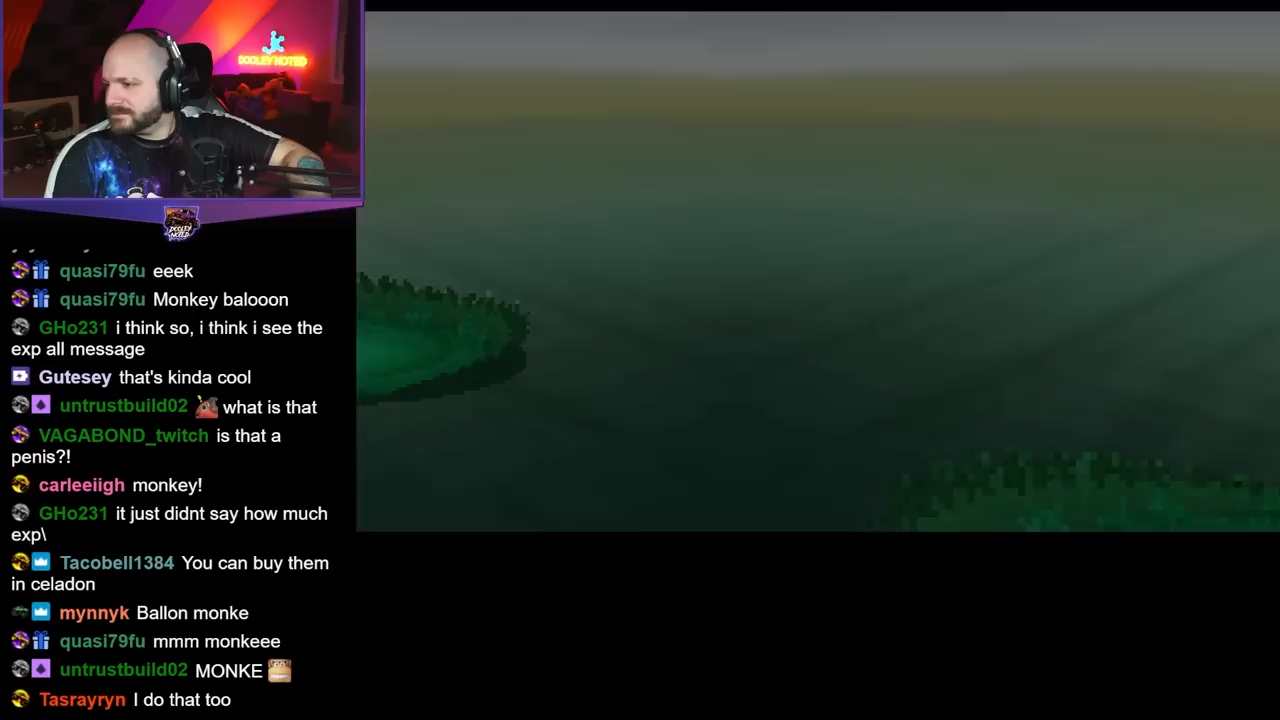 DOOLEY NOTED
DOOLEY
NOTED
quasi79fu eeek
quasi79fu Monkey balooon
GHo231 i think so, i think i see the
exp all message
Gutesey that's kinda cool
untrustbuild02 what is that
VAGABOND_twitch is that a
penis?!
carleeiigh monkey!
GHo231 it just didnt say how much
exp\
Tacobell1384 You can buy them
in celadon
mynnyk Ballon monke
quasi79fu mmm monkeee
untrustbuild02 MONKE
Tasrayryn I do that too